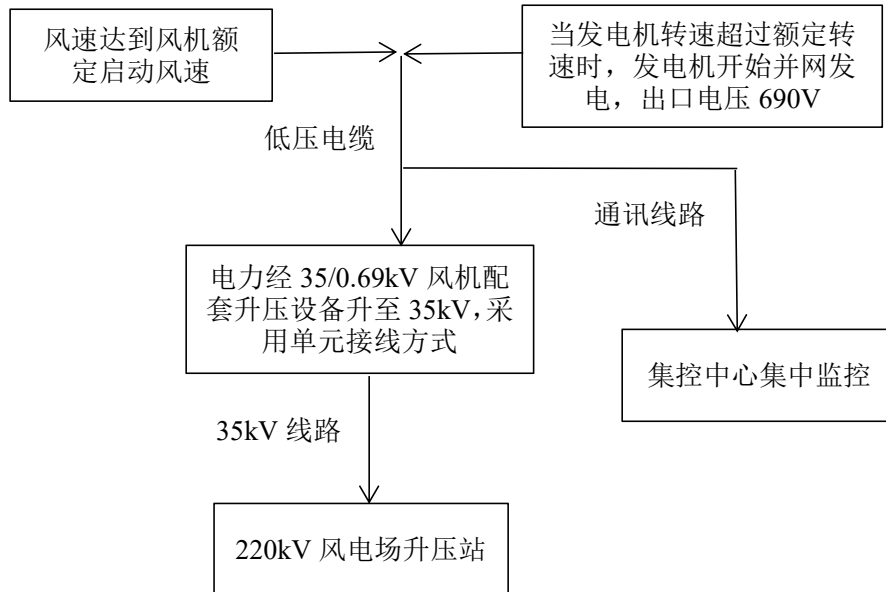 风速达到风机额
定启动风速
当发电机转速超过额定转
速时，发电机开始并网发
电，出口电压 690V
低压电缆
通讯线路
电力经 35/0.69kV 风机配
套升压设备升至 35kV，采
用单元接线方式
集控中心集中监控
35kV 线路
220kV 风电场升压站